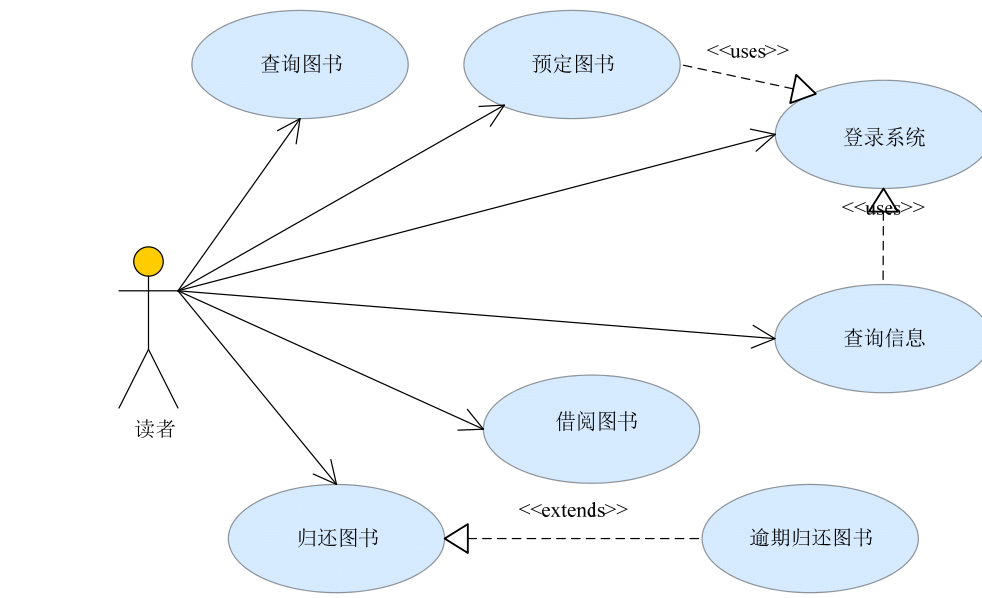 查询图书
预定图书
<<uses>>
登录系统
<<uses>>
查询信息
借阅图书
读者
<<extends>>
归还图书
逾期归还图书